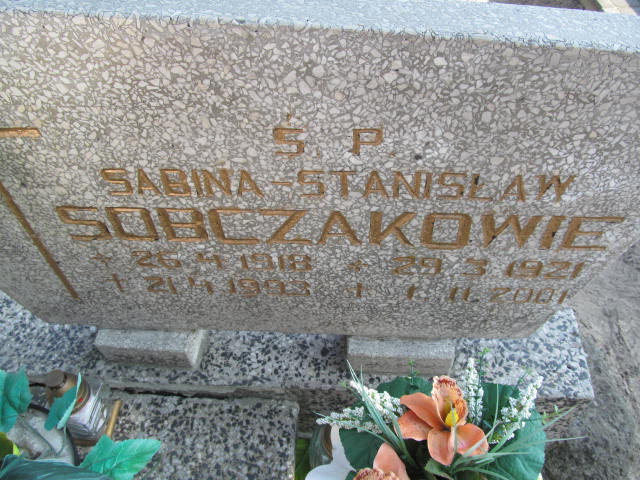 Ś. P.
SABINA-STANISŁAW
SOBCZAKOWIE
* 26.4.1918 * 29.3.1921
† 21.4.1993 † 1.11.2001